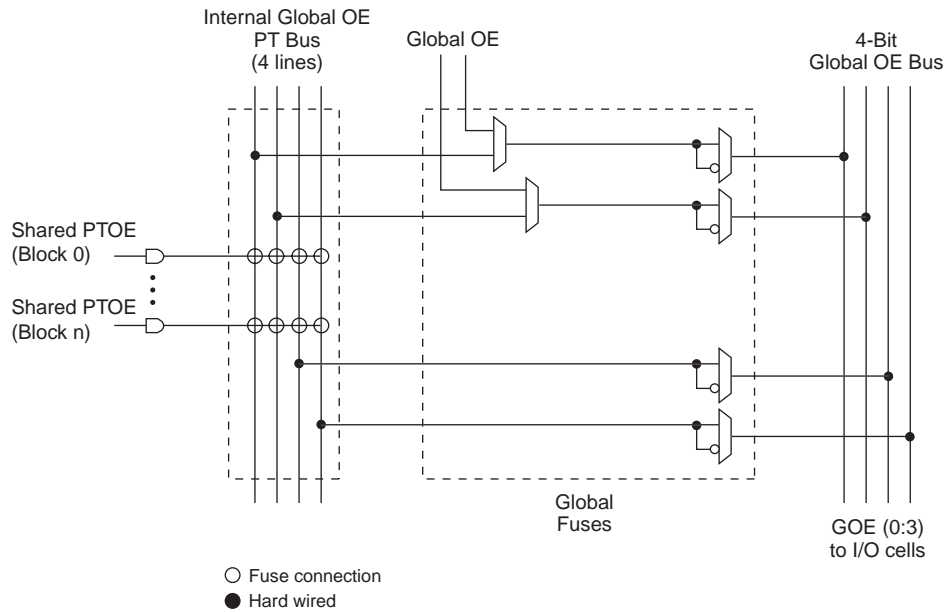 Internal Global OE
PT Bus
(4 lines)
Global OE
4-Bit
Global OE Bus
Shared PTOE
(Block 0)
Shared PTOE
(Block n)
Global
Fuses
GOE (0:3)
to I/O cells
Fuse connection
Hard wired